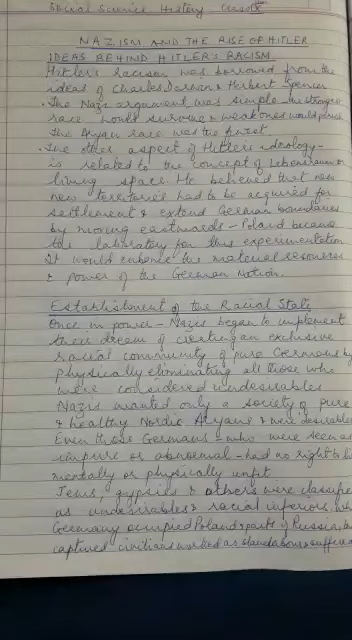 Social Science History
NAZISM AND THE RISE OF HITLER
IDEAS BEHIND HITLER'S RACISM
Hitler's racism was borrowed from the
ideas of Charles Darwin & Herbert Spencer
• The Nazi argument was simple - the strongest
race would survive & weak ones would perish
The Aryan race was the finest
• The other aspect of Hitler's ideology -
is related to the concept of Lebensraum or
living space. He believed that new
new territories had to be acquired for
settlement & extend German boundaries
by moving eastwards - Poland became
the laboratory for this experimentation
It would enhance the material resources
& power of the German nation.
Establishment of the Racial State
Once in power - Nazis began to implement
their dream of creating an exclusive
racial community of pure Germans by
physically eliminating all those who
were considered undesirables
Nazis wanted only a society of pure
& healthy Nordic Aryans & were desirables
Even those Germans - who were seen as
impure or abnormal - had no right to
mentally or physically unfit
Jews, gypsies & others were classified
as undesirables & racial inferiors
Germany occupied Poland & parts of Russia,
captured civilians worked as slave labour &